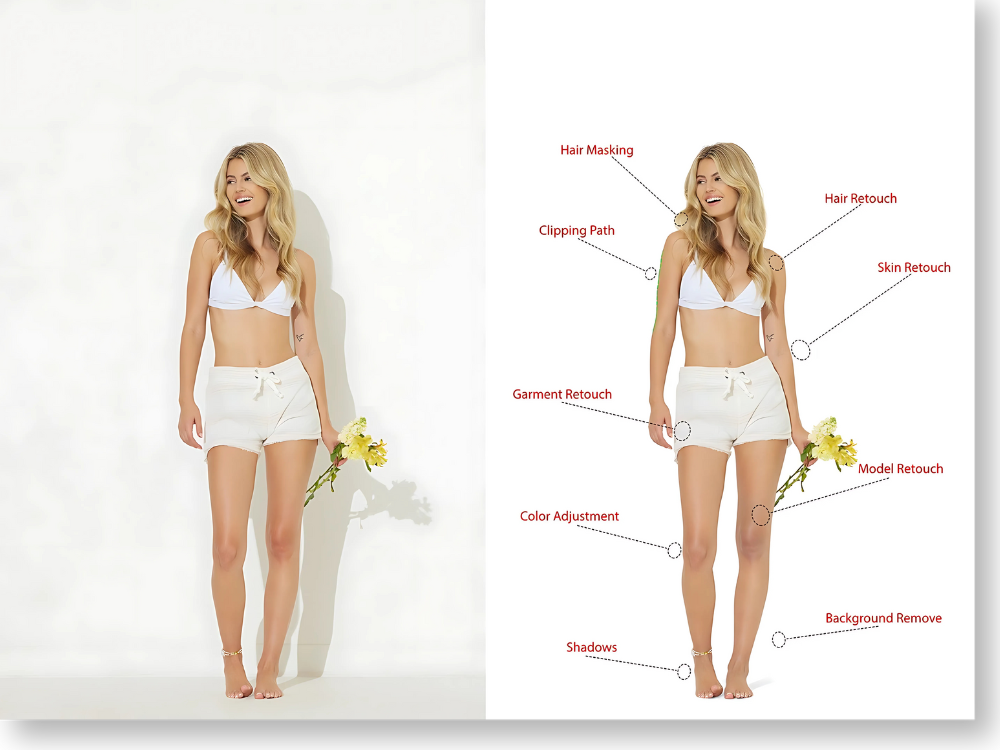 Hair Masking
Hair Retouch
Clipping Path
Skin Retouch
Garment Retouch
Model Retouch
Color Adjustment
Background Remove
Shadows